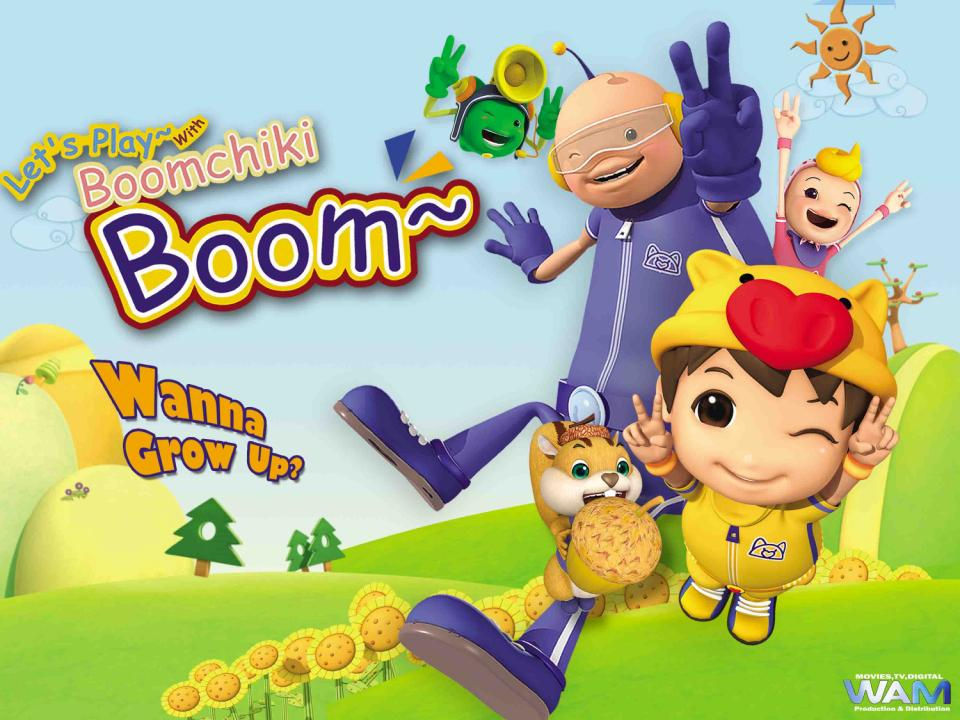 Let's Play~ With
Boomchiki
Boom~
Wanna
Grow Up?
MOVIES,TV,DIGITAL
WAM
Production & Distribution